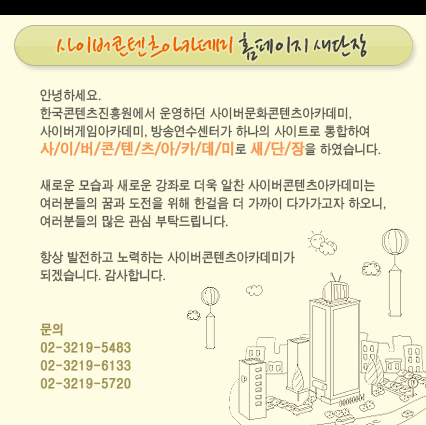 사이버콘텐츠아카데미 홈페이지 새단장
안녕하세요.
한국콘텐츠진흥원에서 운영하던 사이버문화콘텐츠아카데미,
사이버게임아카데미, 방송연수센터가 하나의 사이트로 통합하여
사/이/버/콘/텐/츠/아/카/데/미로 새/단/장을 하였습니다.
새로운 모습과 새로운 강좌로 더욱 알찬 사이버콘텐츠아카데미는
여러분들의 꿈과 도전을 위해 한걸음 더 가까이 다가가고자 하오니,
여러분들의 많은 관심 부탁드립니다.
항상 발전하고 노력하는 사이버콘텐츠아카데미가
되겠습니다. 감사합니다.
문의
02-3219-5483
02-3219-6133
02-3219-5720